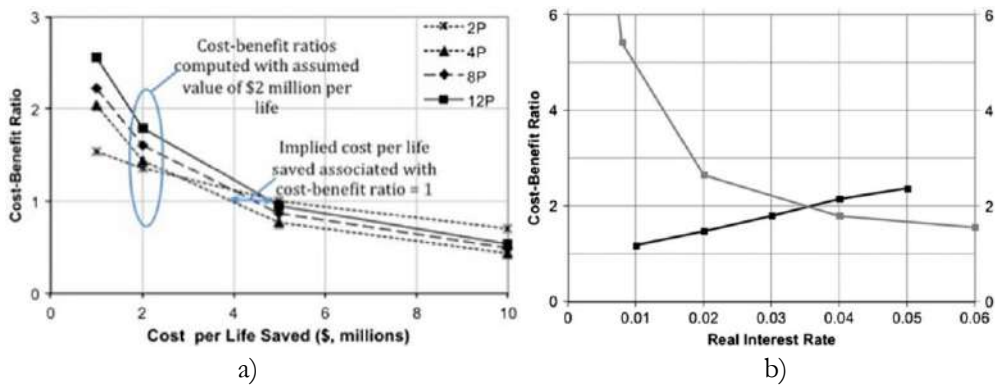 3
2
1
0
Cost-Benefit Ratio
Cost-benefit ratios
computed with assumed
value of $2 million per
life
Implied cost per life
saved associated with
cost-benefit ratio = 1
2P
4P
8P
12P
0 2 4 6 8 10
Cost per Life Saved ($, millions)
a)
6
4
2
0
Cost-Benefit Ratio
6
4
2
0
0 0.01 0.02 0.03 0.04 0.05 0.06
Real Interest Rate
b)